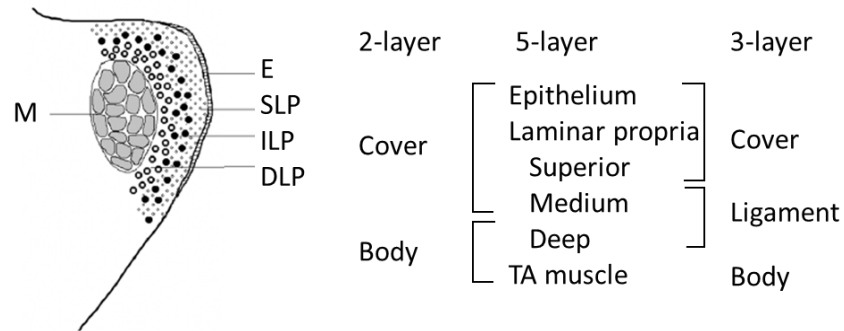 M
E
SLP
ILP
DLP
2-layer 5-layer 3-layer
Epithelium
Laminar propria
Cover Superior Cover
Medium Ligament
Body Deep
TA muscle Body